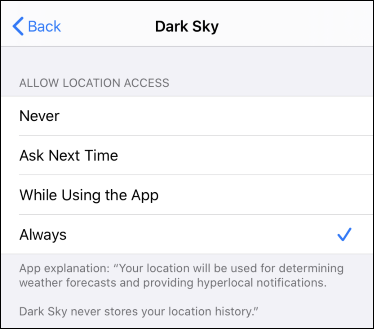 Back
Dark Sky
ALLOW LOCATION ACCESS
Never
Ask Next Time
While Using the App
Always
App explanation: “Your location will be used for determining
weather forecasts and providing hyperlocal notifications.
Dark Sky never stores your location history.”